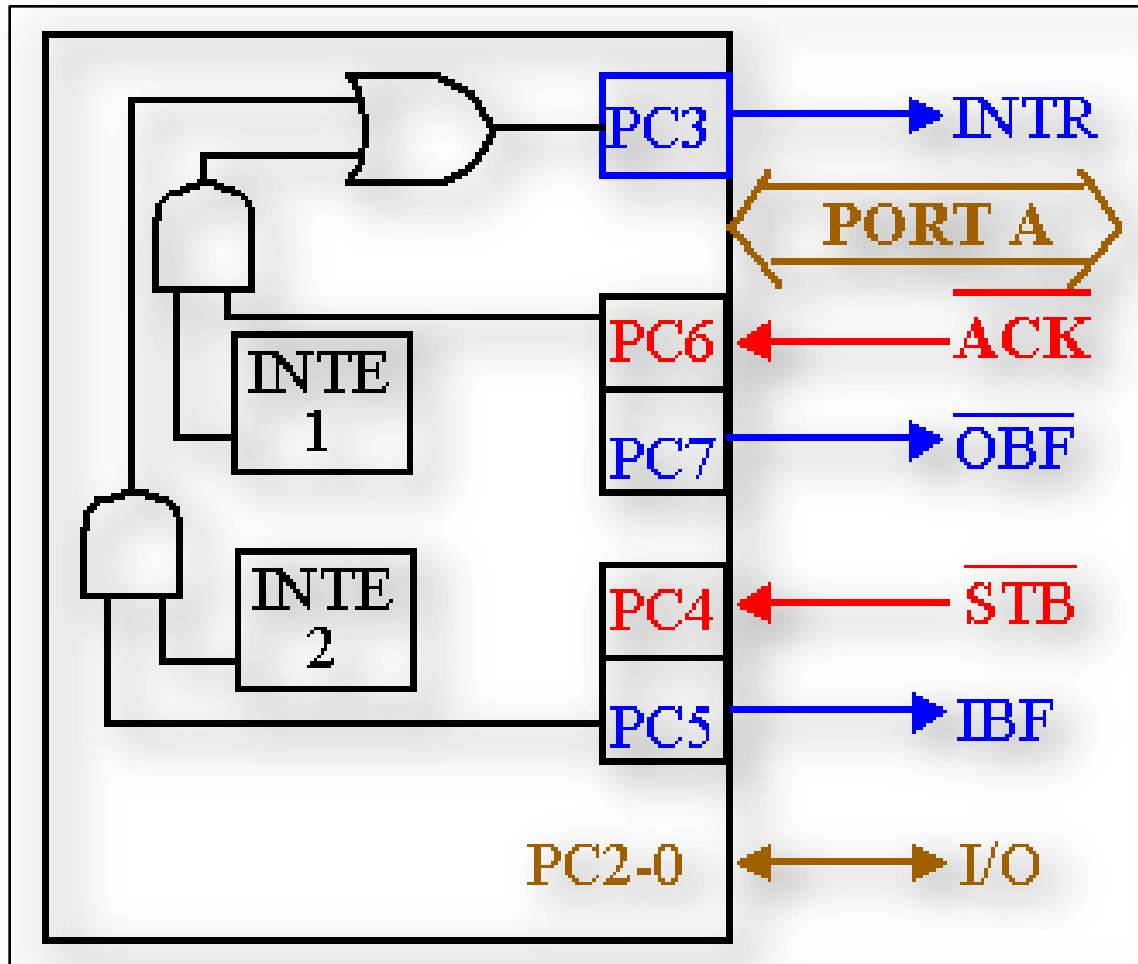 PC3
INTR
PORT A
PC6
ACK
INTE
1
PC7
OBF
INTE
2
PC4
STB
PC5
IBF
PC2-0
I/O